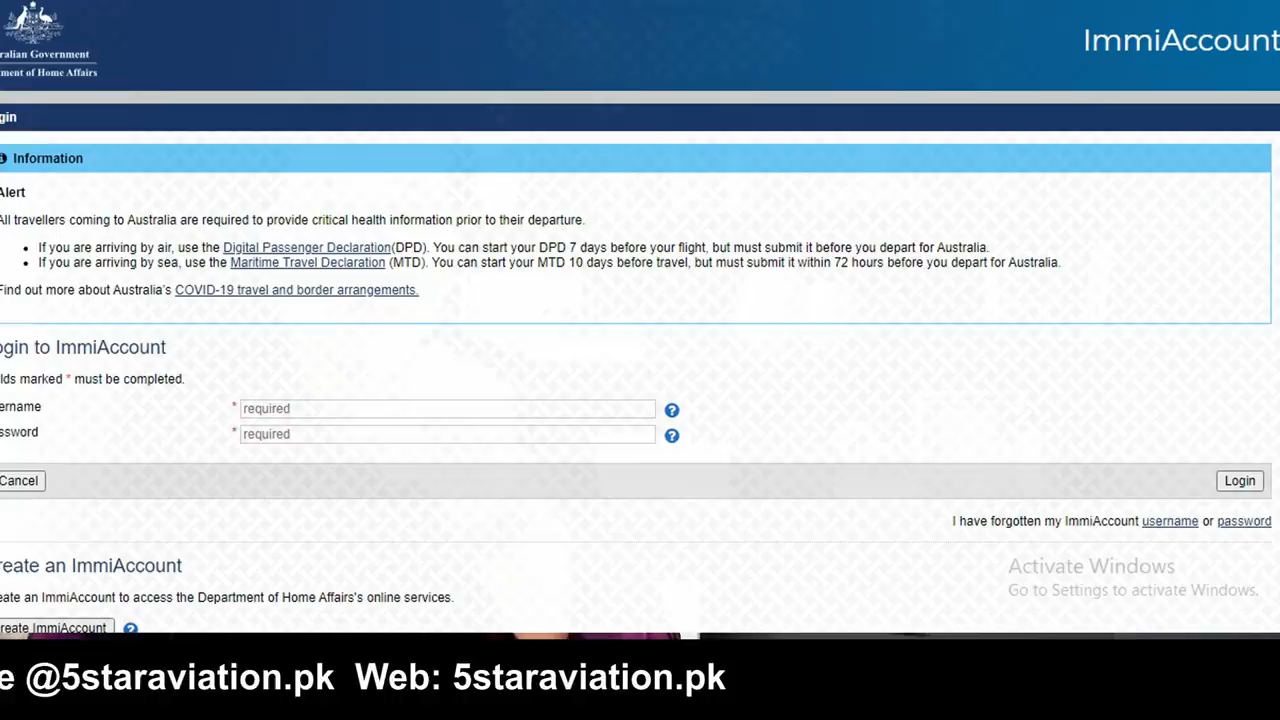 ralian Government
ment of Home Affairs
ImmiAccount
gin
Information
Alert
All travellers coming to Australia are required to provide critical health information prior to their departure.
If you are arriving by air, use the Digital Passenger Declaration(DPD). You can start your DPD 7 days before your flight, but must submit it before you depart for Australia.
If you are arriving by sea, use the Maritime Travel Declaration (MTD). You can start your MTD 10 days before travel, but must submit it within 72 hours before you depart for Australia.
Find out more about Australia's COVID-19 travel and border arrangements.
ogin to ImmiAccount
lds marked * must be completed.
ername * required
ssword * required
Cancel
Login
I have forgotten my ImmiAccount username or password
reate an ImmiAccount
eate an ImmiAccount to access the Department of Home Affairs's online services.
reate ImmiAccount
Activate Windows
Go to Settings to activate Windows.
e @5staraviation.pk Web: 5staraviation.pk